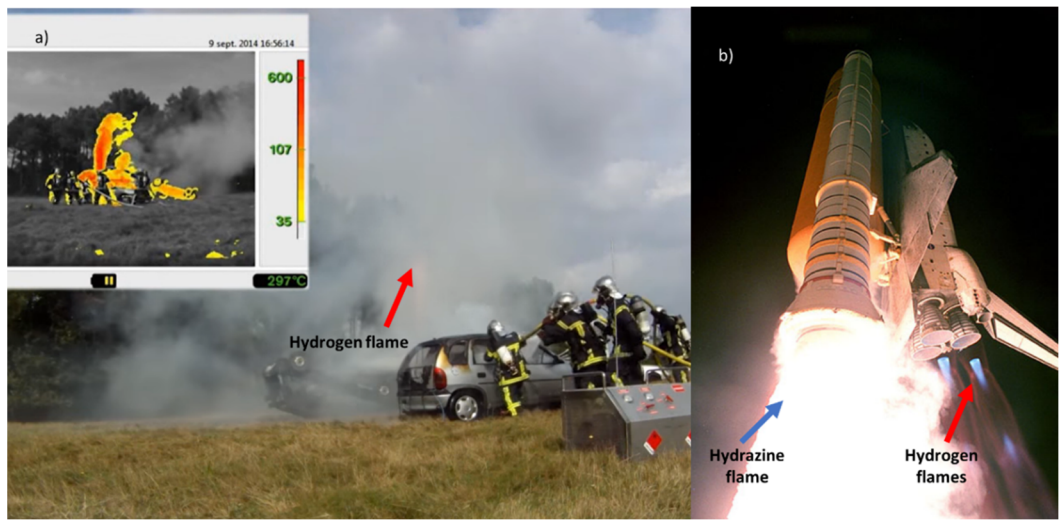 a)
9 sept. 2014 16:56:14
600
107
35
297°C
Hydrogen flame
b)
Hydrazine
flame
Hydrogen
flames